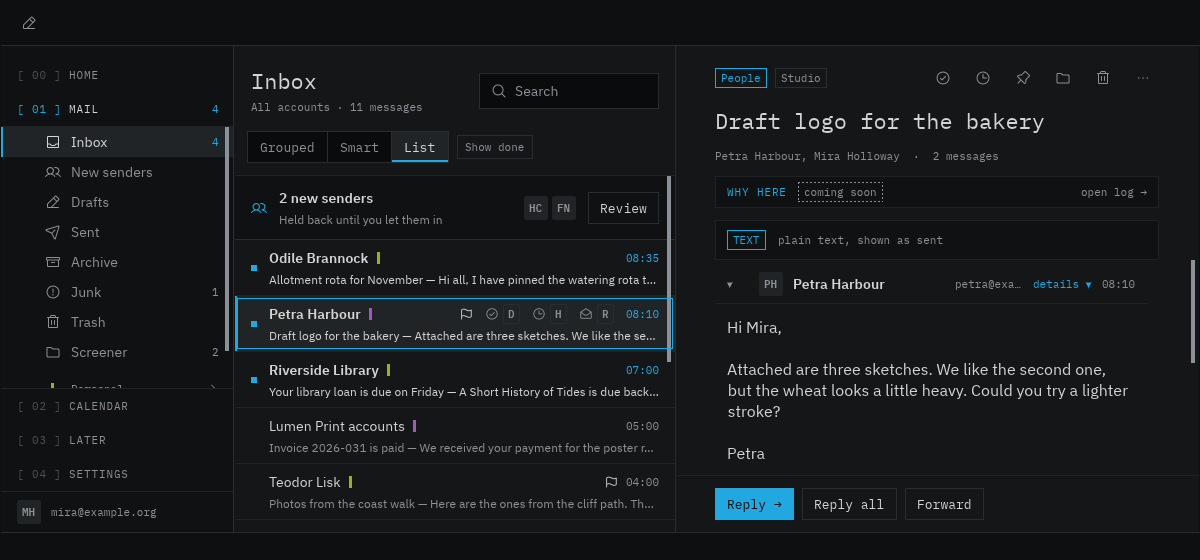 [ 00 ] HOME
[ 01 ] MAIL 4
Inbox 4
New senders
Drafts
Sent
Archive
Junk 1
Trash
Screener 2
[ 02 ] CALENDAR
[ 03 ] LATER
[ 04 ] SETTINGS
MH mira@example.org
Inbox
All accounts · 11 messages
Search
Grouped Smart List Show done
2 new senders
Held back until you let them in
HC FN Review
Odile Brannock 08:35
Allotment rota for November — Hi all, I have pinned the watering rota t…
Petra Harbour D H R 08:10
Draft logo for the bakery — Attached are three sketches. We like the se…
Riverside Library 07:00
Your library loan is due on Friday — A Short History of Tides is due back…
Lumen Print accounts 05:00
Invoice 2026-031 is paid — We received your payment for the poster r…
Teodor Lisk 04:00
Photos from the coast walk — Here are the ones from the cliff path. Th…
People Studio
Draft logo for the bakery
Petra Harbour, Mira Holloway · 2 messages
WHY HERE coming soon open log →
TEXT plain text, shown as sent
▾ PH Petra Harbour petra@exa… details ▾ 08:10
Hi Mira,
Attached are three sketches. We like the second one,
but the wheat looks a little heavy. Could you try a lighter
stroke?
Petra
Reply → Reply all Forward